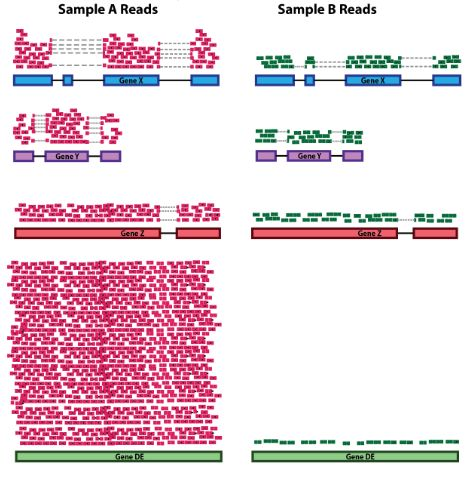 Sample A Reads
Sample B Reads
Gene X
Gene X
Gene Y
Gene Y
Gene Z
Gene Z
Gene DE
Gene DE